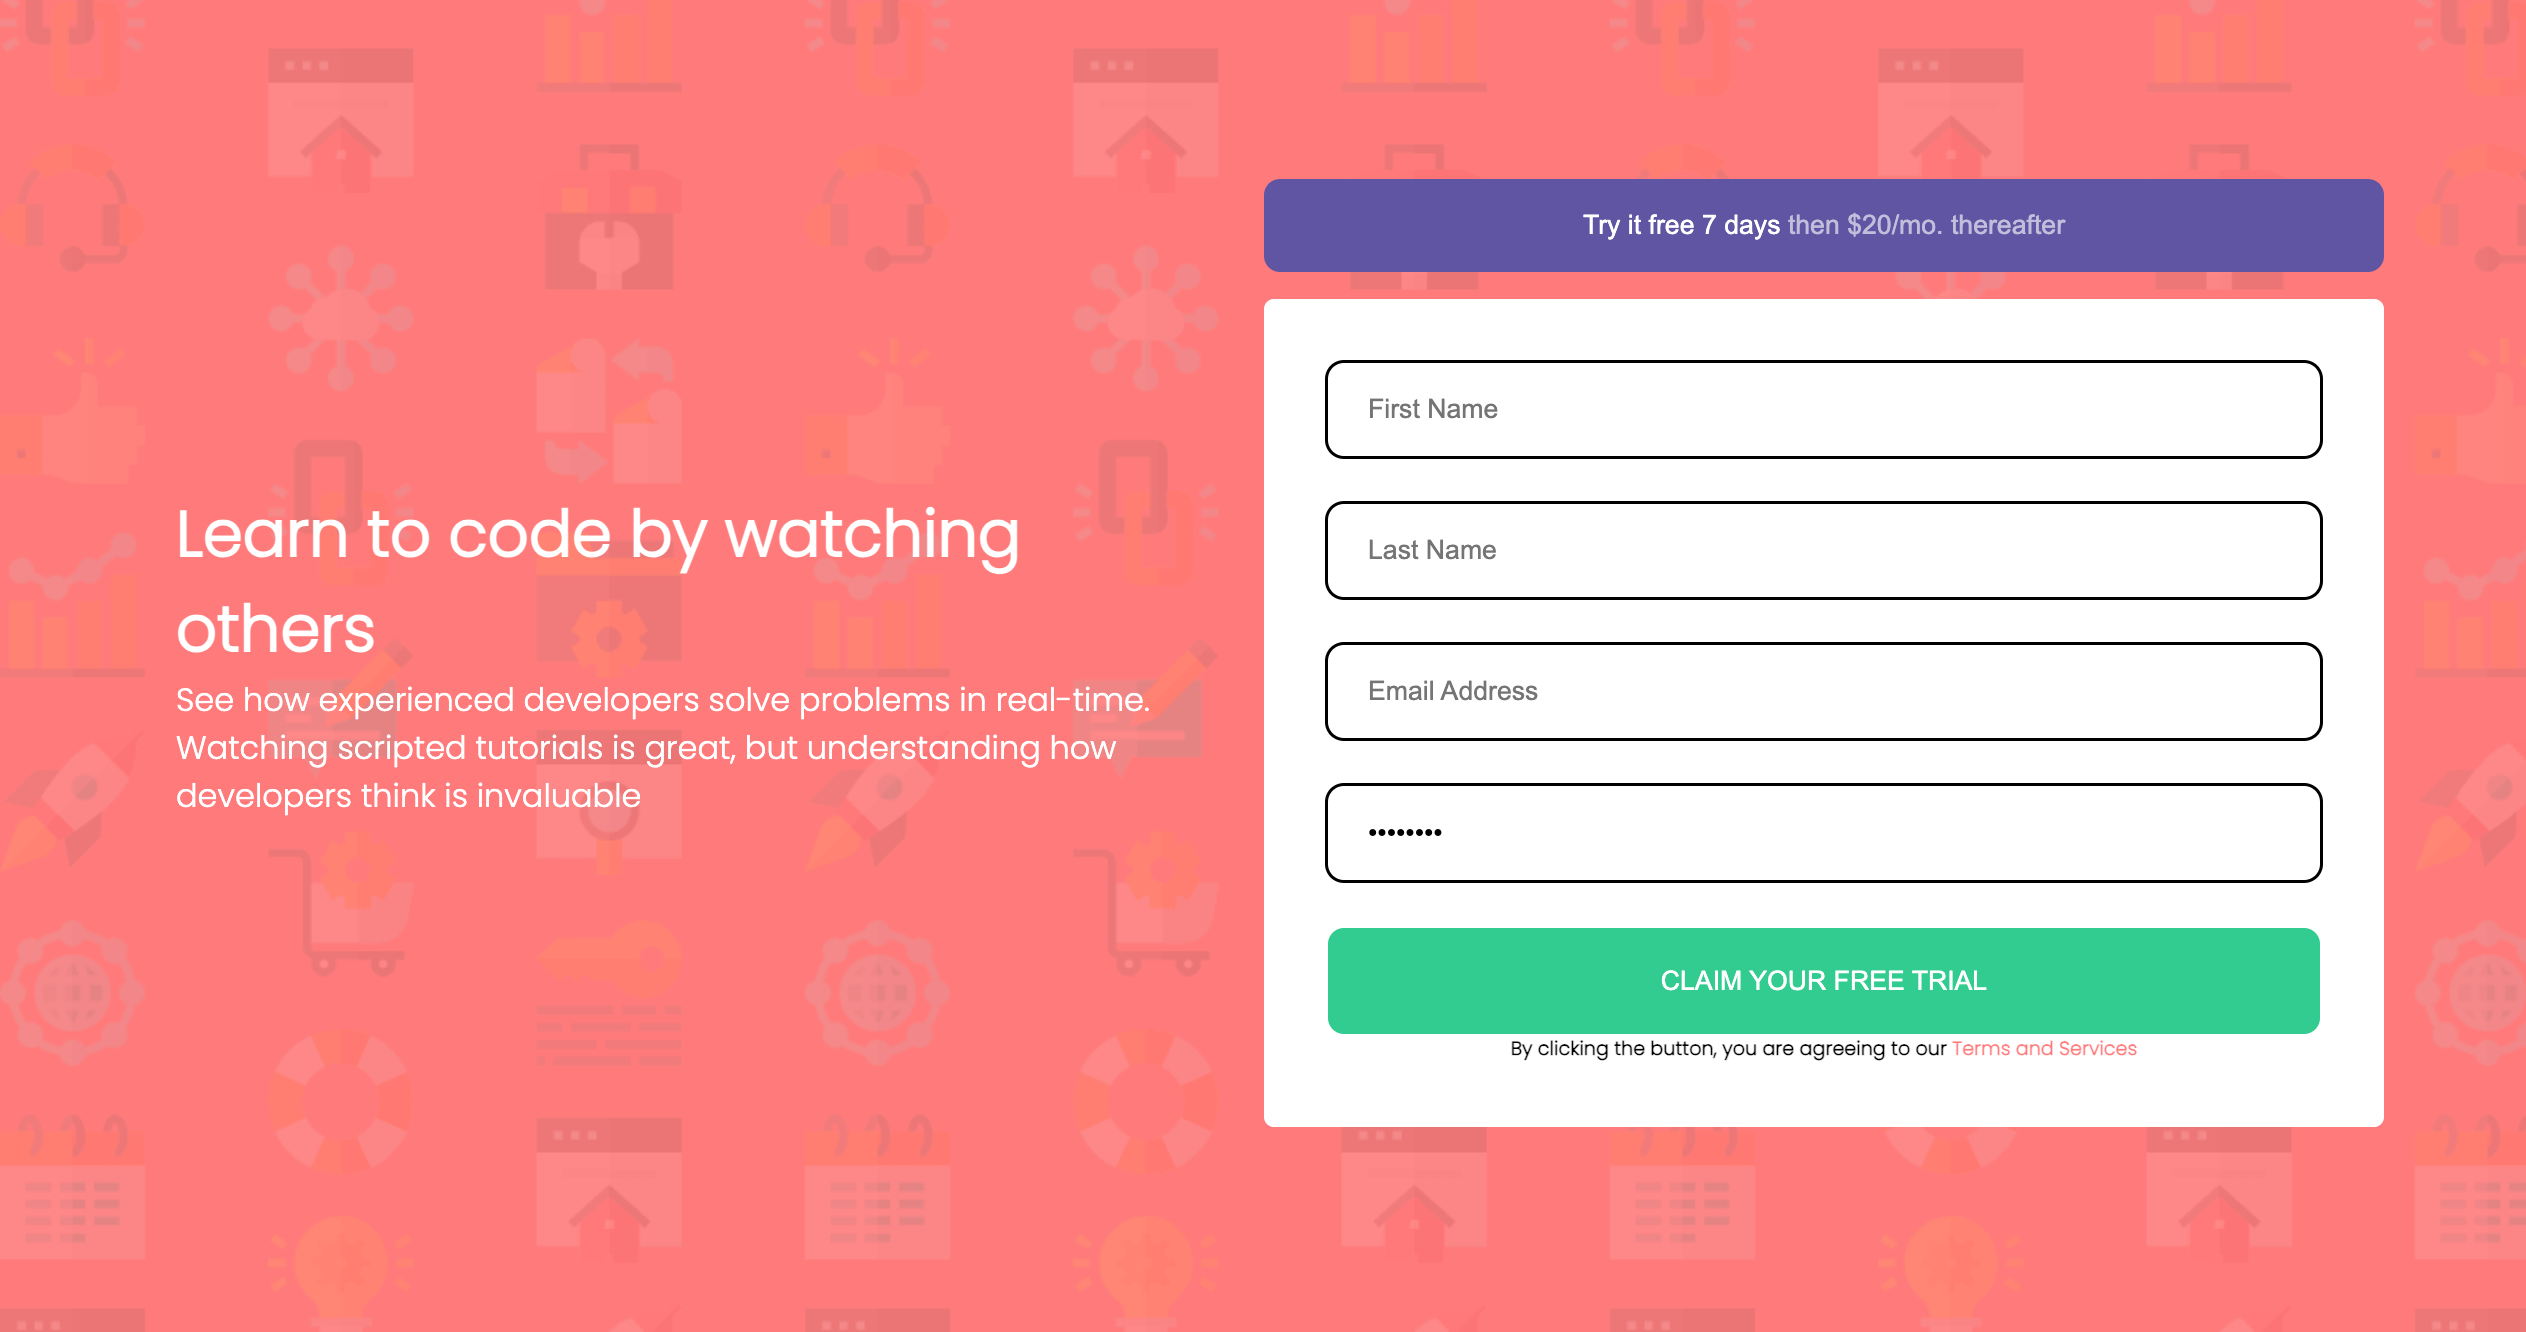 Learn to code by watching
others
See how experienced developers solve problems in real-time.
Watching scripted tutorials is great, but understanding how
developers think is invaluable
Try it free 7 days then $20/mo. thereafter
First Name
Last Name
Email Address
••••••••
CLAIM YOUR FREE TRIAL
By clicking the button, you are agreeing to our Terms and Services